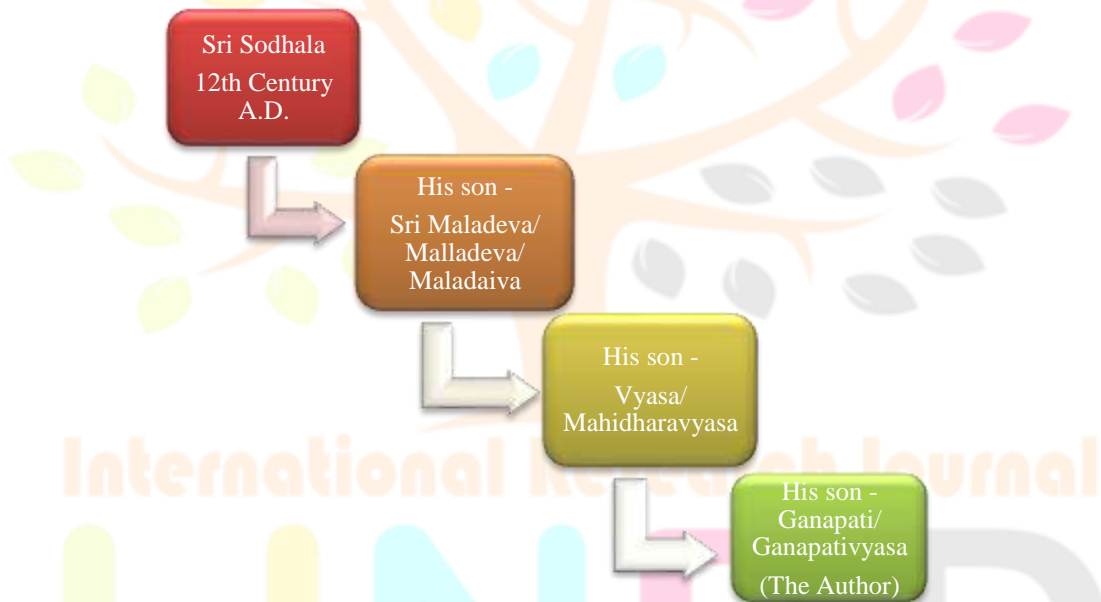 Sri Sodhala
12th Century
A.D.
His son -
Sri Maladeva/
Malladeva/
Maladaiva
His son -
Vyasa/
Mahidharavyasa
International Research Journal
His son -
Ganapati/
Ganapativyasa
(The Author)